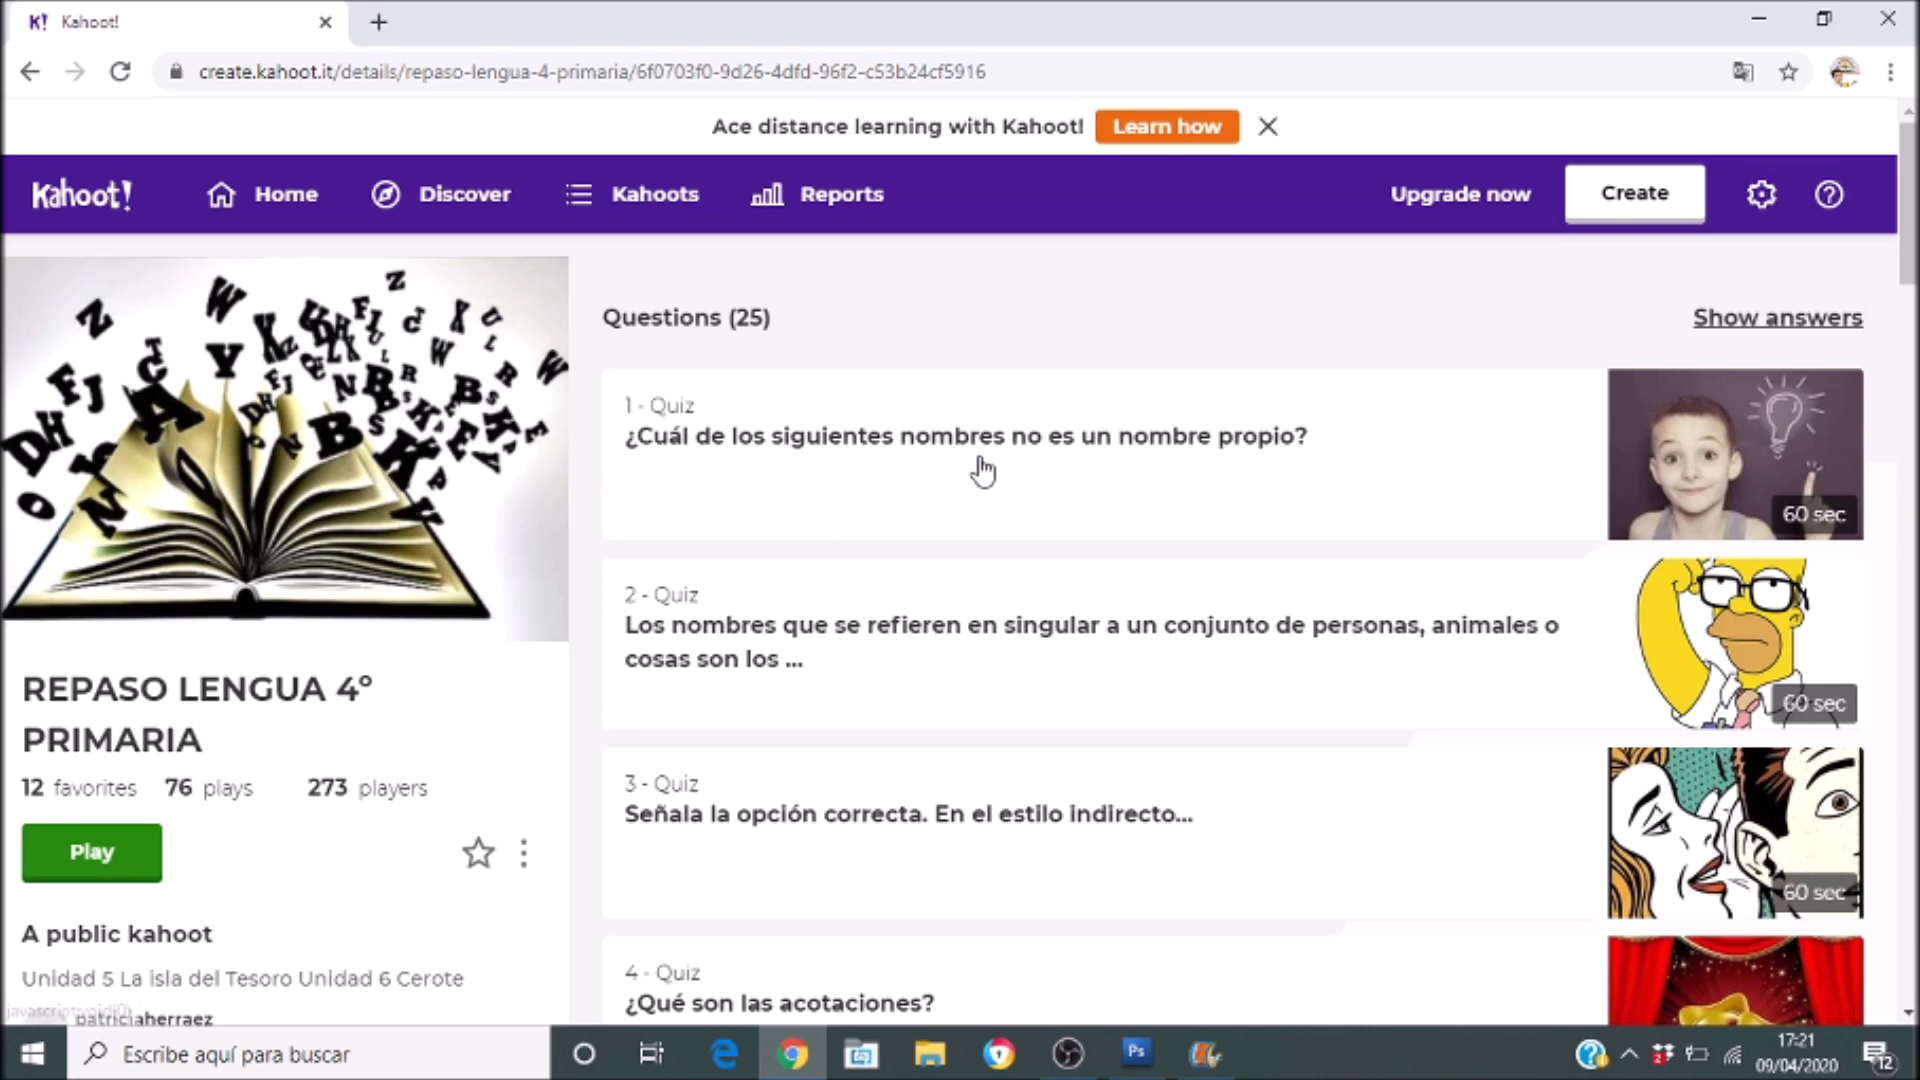 K! Kahoot!
create.kahoot.it/details/repaso-lengua-4-primaria/6f0703f0-9d26-4dfd-96f2-c53b24cf5916
Ace distance learning with Kahoot! Learn how
Kahoot! Home Discover Kahoots Reports Upgrade now Create
Questions (25) Show answers
1 - Quiz
¿Cuál de los siguientes nombres no es un nombre propio?
60 sec
2 - Quiz
Los nombres que se refieren en singular a un conjunto de personas, animales o
cosas son los ...
60 sec
3 - Quiz
Señala la opción correcta. En el estilo indirecto...
60 sec
4 - Quiz
¿Qué son las acotaciones?
REPASO LENGUA 4º
PRIMARIA
12 favorites 76 plays 273 players
Play
A public kahoot
Unidad 5 La isla del Tesoro Unidad 6 Cerote
javascript:void(0)
patriciaherraez
Escribe aquí para buscar
Ps
17:21
09/04/2020
12